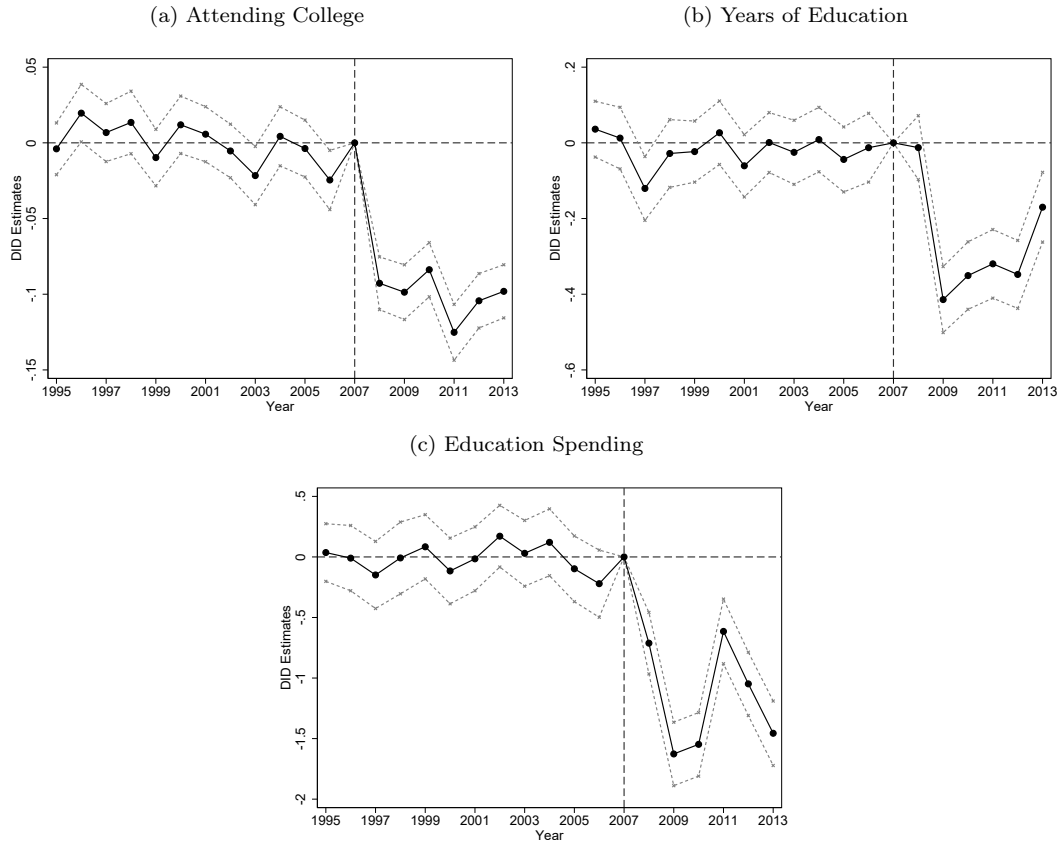 (a) Attending College
(b) Years of Education
DID Estimates
.05
0
-.05
-.1
-.15
1995 1997 1999 2001 2003 2005 2007 2009 2011 2013
Year
DID Estimates
.2
0
-.2
-.4
-.6
1995 1997 1999 2001 2003 2005 2007 2009 2011 2013
Year
(c) Education Spending
DID Estimates
.5
0
-.5
-1
-1.5
-2
1995 1997 1999 2001 2003 2005 2007 2009 2011 2013
Year